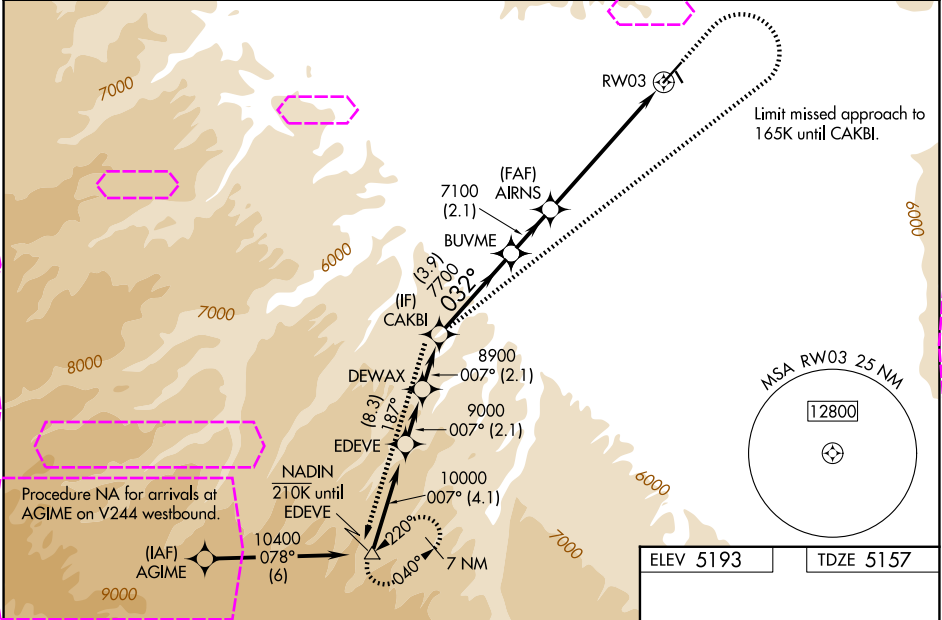 7000
RW03
Limit missed approach to
165K until CAKBI.
(FAF)
AIRNS
7100
(2.1)
BUVME
6000
6000
(3.9)
7700
032°
(IF)
CAKBI
7000
8000
8900
007° (2.1)
DEWAX
MSA RW03 25 NM
12800
(8.3)
187°
9000
007° (2.1)
EDEVE
NADIN
210K until
EDEVE
10000
007° (4.1)
6000
Procedure NA for arrivals at
AGIME on V244 westbound.
220°
7000
(IAF)
AGIME
10400
078°
(6)
040°
7 NM
9000
ELEV 5193
TDZE 5157